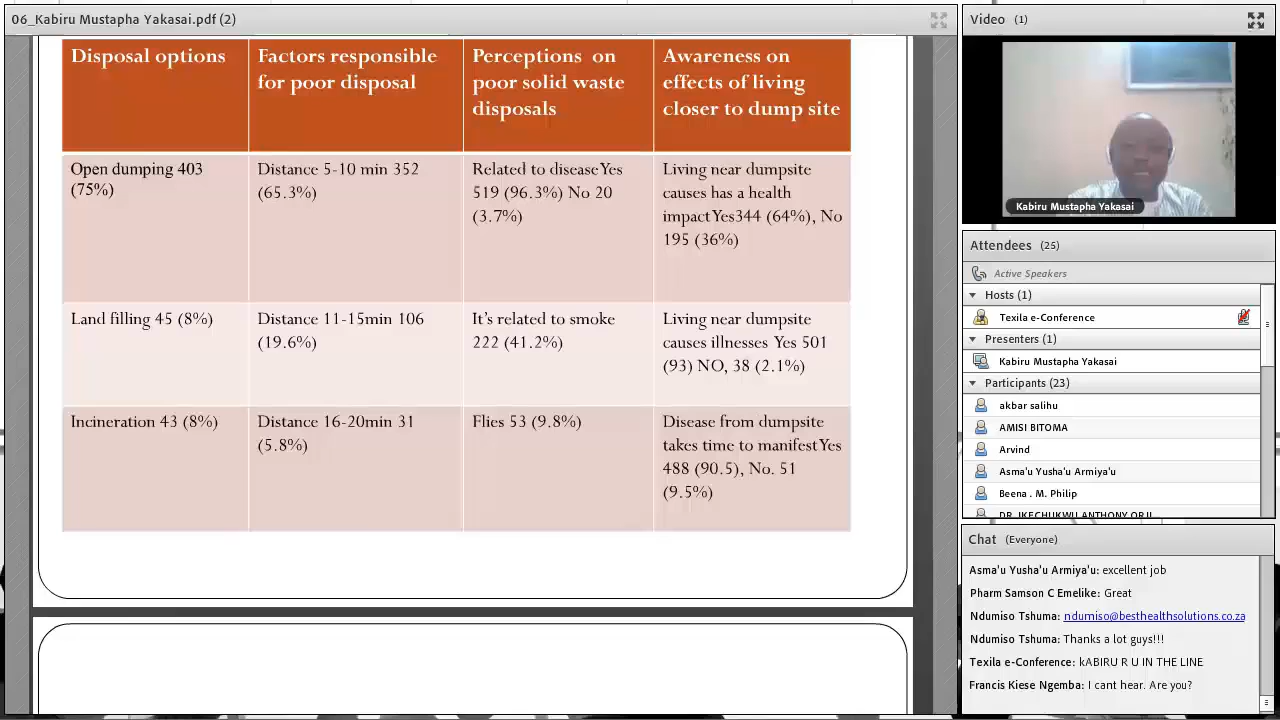 06_Kabiru Mustapha Yakasai.pdf (2)
Disposal options
Factors responsible
for poor disposal
Perceptions on
poor solid waste
disposals
Awareness on
effects of living
closer to dump site
Open dumping 403
(75%)
Distance 5-10 min 352
(65.3%)
Related to disease Yes
519 (96.3%) No 20
(3.7%)
Living near dumpsite
causes has a health
impact Yes344 (64%), No
195 (36%)
Land filling 45 (8%)
Distance 11-15min 106
(19.6%)
It's related to smoke
222 (41.2%)
Living near dumpsite
causes illnesses Yes 501
(93) NO, 38 (2.1%)
Incineration 43 (8%)
Distance 16-20min 31
(5.8%)
Flies 53 (9.8%)
Disease from dumpsite
takes time to manifest Yes
488 (90.5), No. 51
(9.5%)
Video (1)
Kabiru Mustapha Yakasai
Attendees (25)
Active Speakers
Hosts (1)
Texila e-Conference
Presenters (1)
Kabiru Mustapha Yakasai
Participants (23)
akbar salihu
AMISI BITOMA
Arvind
Asma'u Yusha'u Armiya'u
Beena . M. Philip
DR. IKECHUKWU ANTHONY ORJI
Chat (Everyone)
Asma'u Yusha'u Armiya'u: excellent job
Pharm Samson C Emelike: Great
Ndumiso Tshuma: ndumiso@besthealthsolutions.co.za
Ndumiso Tshuma: Thanks a lot guys!!!
Texila e-Conference: kABIRU R U IN THE LINE
Francis Kiese Ngemba: I cant hear. Are you?